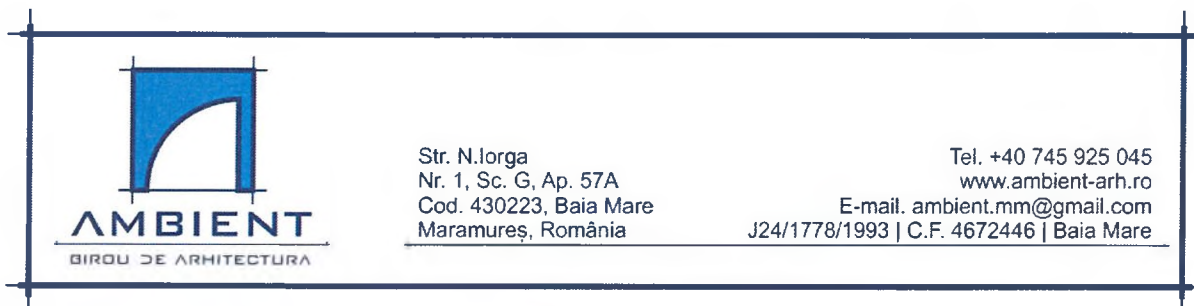 AMBIENT
BIROU DE ARHITECTURA
Str. N.Iorga
Nr. 1, Sc. G, Ap. 57A
Cod. 430223, Baia Mare
Maramureș, România
Tel. +40 745 925 045
www.ambient-arh.ro
E-mail. ambient.mm@gmail.com
J24/1778/1993 | C.F. 4672446 | Baia Mare